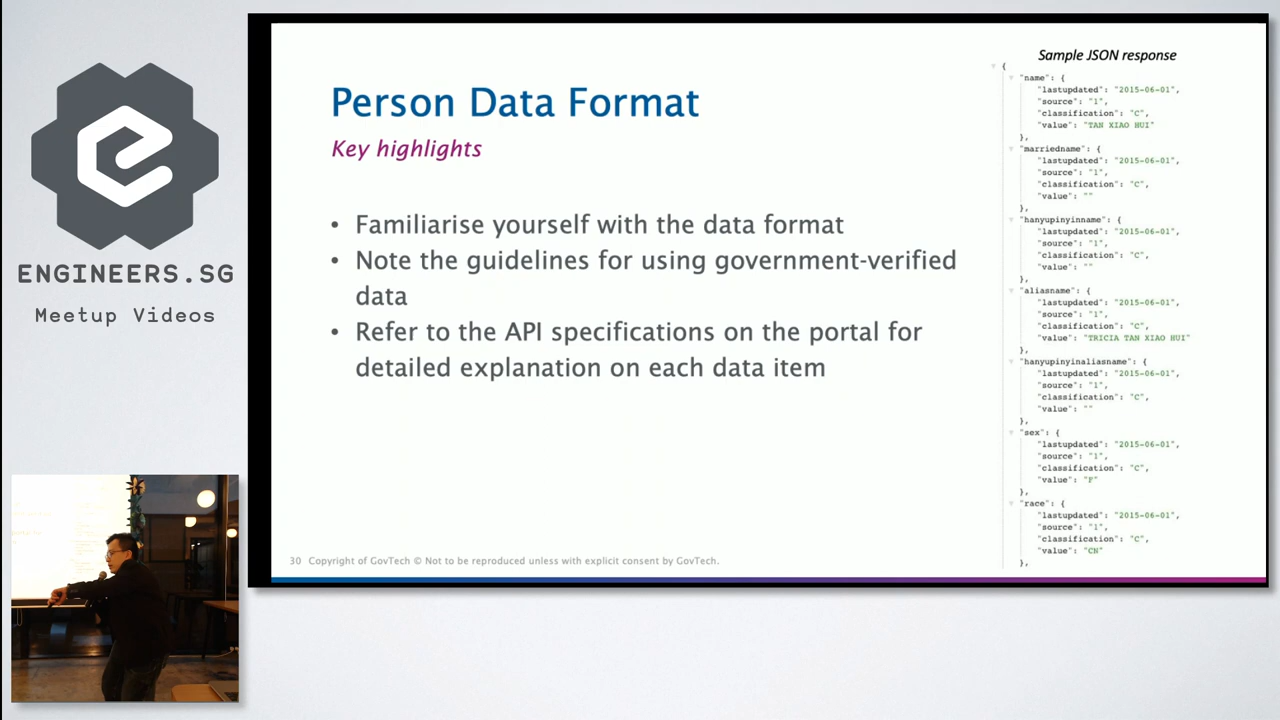 ENGINEERS.SG
Meetup Videos
Person Data Format
Key highlights
• Familiarise yourself with the data format
• Note the guidelines for using government-verified
data
• Refer to the API specifications on the portal for
detailed explanation on each data item
30 Copyright of GovTech © Not to be reproduced unless with explicit consent by GovTech.
Sample JSON response
{
"name": {
"lastupdated": "2015-06-01",
"source": "1",
"classification": "C",
"value": "TAN XIAO HUI"
},
"marriedname": {
"lastupdated": "2015-06-01",
"source": "1",
"classification": "C",
"value": ""
},
"hanyupinyinname": {
"lastupdated": "2015-06-01",
"source": "1",
"classification": "C",
"value": ""
},
"aliasname": {
"lastupdated": "2015-06-01",
"source": "1",
"classification": "C",
"value": "TRICIA TAN XIAO HUI"
},
"hanyupinyinaliasname": {
"lastupdated": "2015-06-01",
"source": "1",
"classification": "C",
"value": ""
},
"sex": {
"lastupdated": "2015-06-01",
"source": "1",
"classification": "C",
"value": "F"
},
"race": {
"lastupdated": "2015-06-01",
"source": "1",
"classification": "C",
"value": "CN"
},